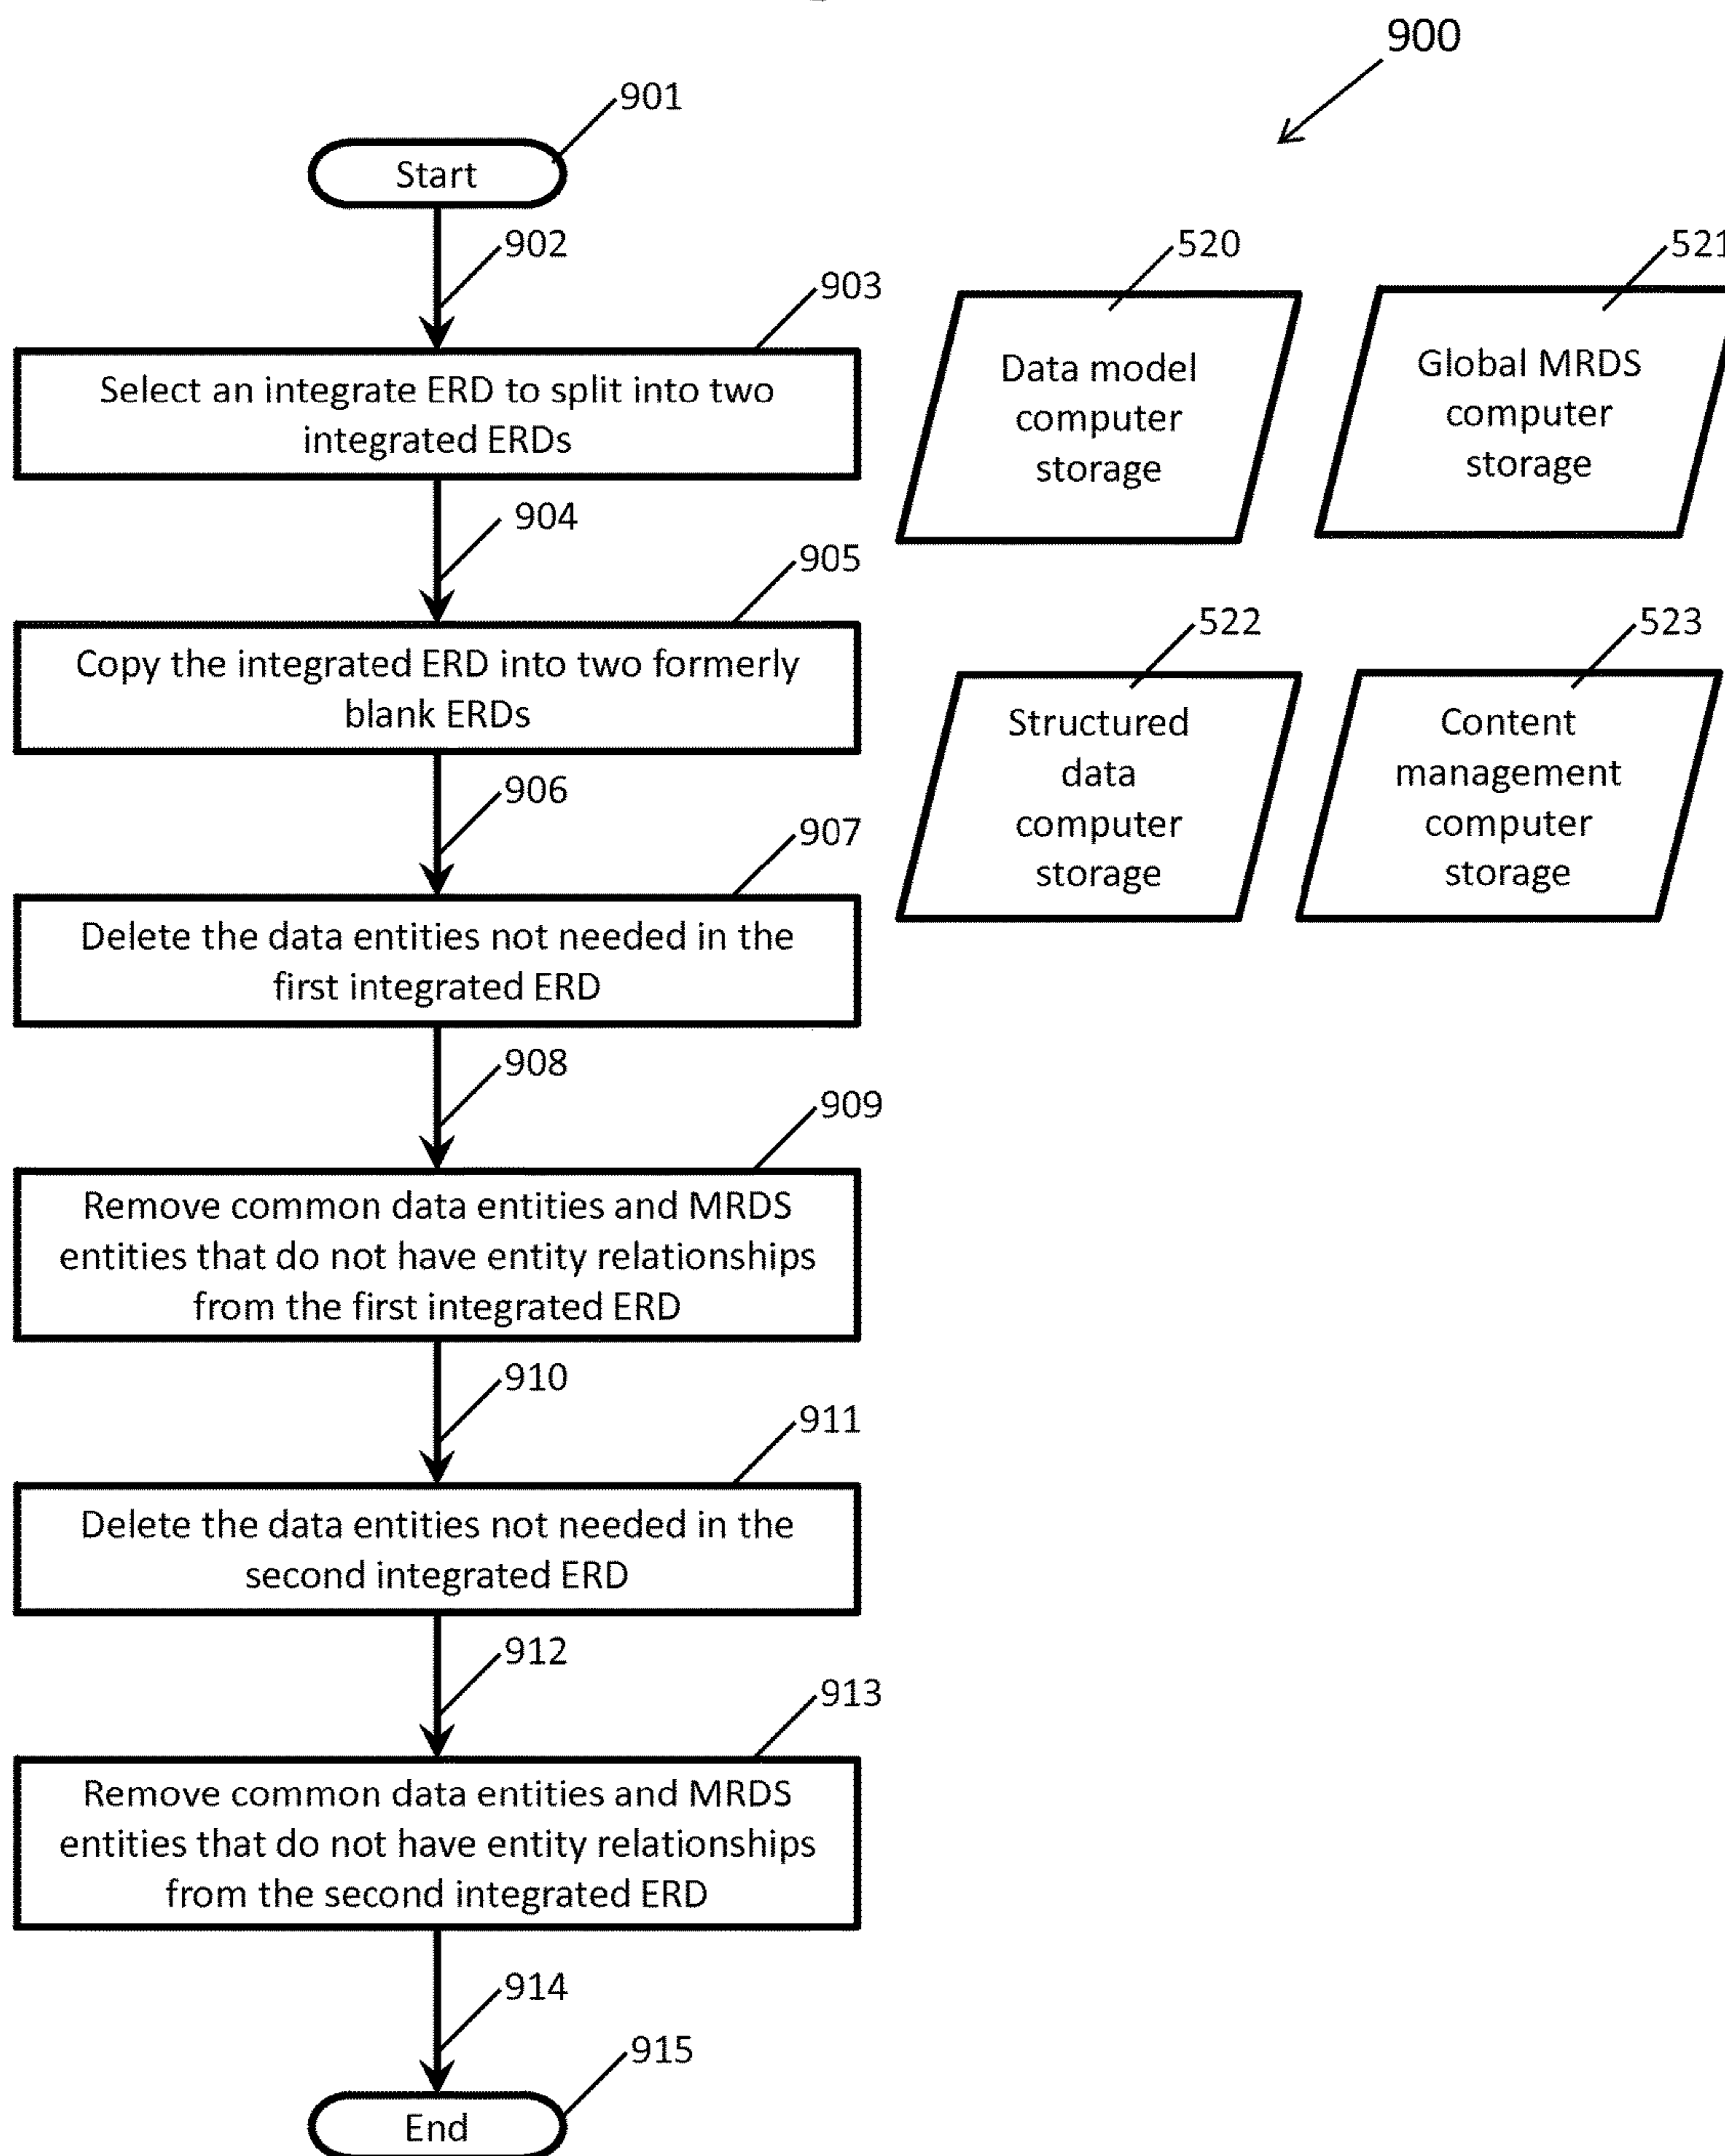 900
901
Start
902
903
Select an integrate ERD to split into two
integrated ERDs
904
905
Copy the integrated ERD into two formerly
blank ERDs
906
907
Delete the data entities not needed in the
first integrated ERD
908
909
Remove common data entities and MRDS
entities that do not have entity relationships
from the first integrated ERD
910
911
Delete the data entities not needed in the
second integrated ERD
912
913
Remove common data entities and MRDS
entities that do not have entity relationships
from the second integrated ERD
914
915
End
520
Data model
computer
storage
521
Global MRDS
computer
storage
522
Structured
data
computer
storage
523
Content
management
computer
storage